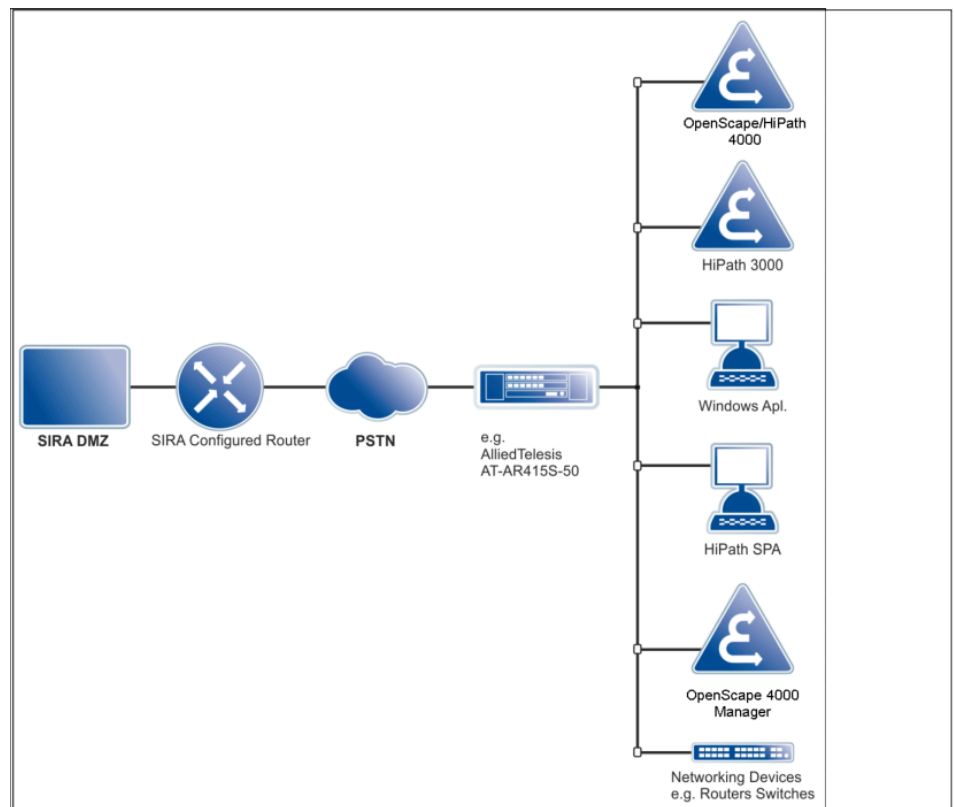 OpenScape/HiPath
4000
HiPath 3000
Windows Apl.
SIRA DMZ
SIRA Configured Router
PSTN
e.g.
AlliedTelesis
AT-AR415S-50
HiPath SPA
OpenScape 4000
Manager
Networking Devices
e.g. Routers Switches